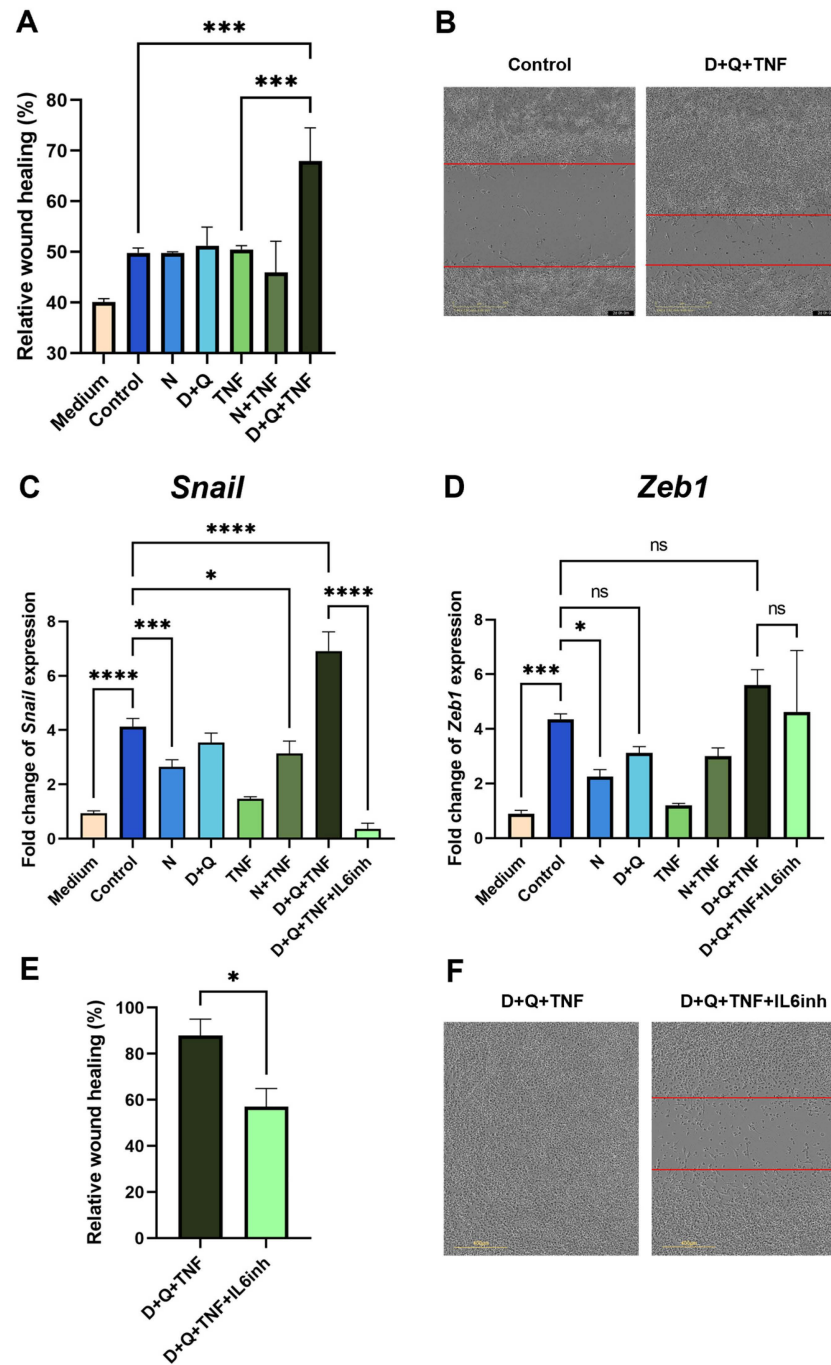 A
***
***
Relative wound healing (%)
80
70
60
50
40
30
Medium
Control
N
D+Q
TNF
N+TNF
D+Q+TNF
B
Control
D+Q+TNF
C
Snail
****
*
***
****
****
Fold change of Snail expression
8
6
4
2
0
Medium
Control
N
D+Q
TNF
N+TNF
D+Q+TNF
D+Q+TNF+IL6inh
D
Zeb1
ns
ns
*
***
ns
Fold change of Zeb1 expression
8
6
4
2
0
Medium
Control
N
D+Q
TNF
N+TNF
D+Q+TNF
D+Q+TNF+IL6inh
E
*
Relative wound healing (%)
100
80
60
40
20
0
D+Q+TNF
D+Q+TNF+IL6inh
F
D+Q+TNF
D+Q+TNF+IL6inh